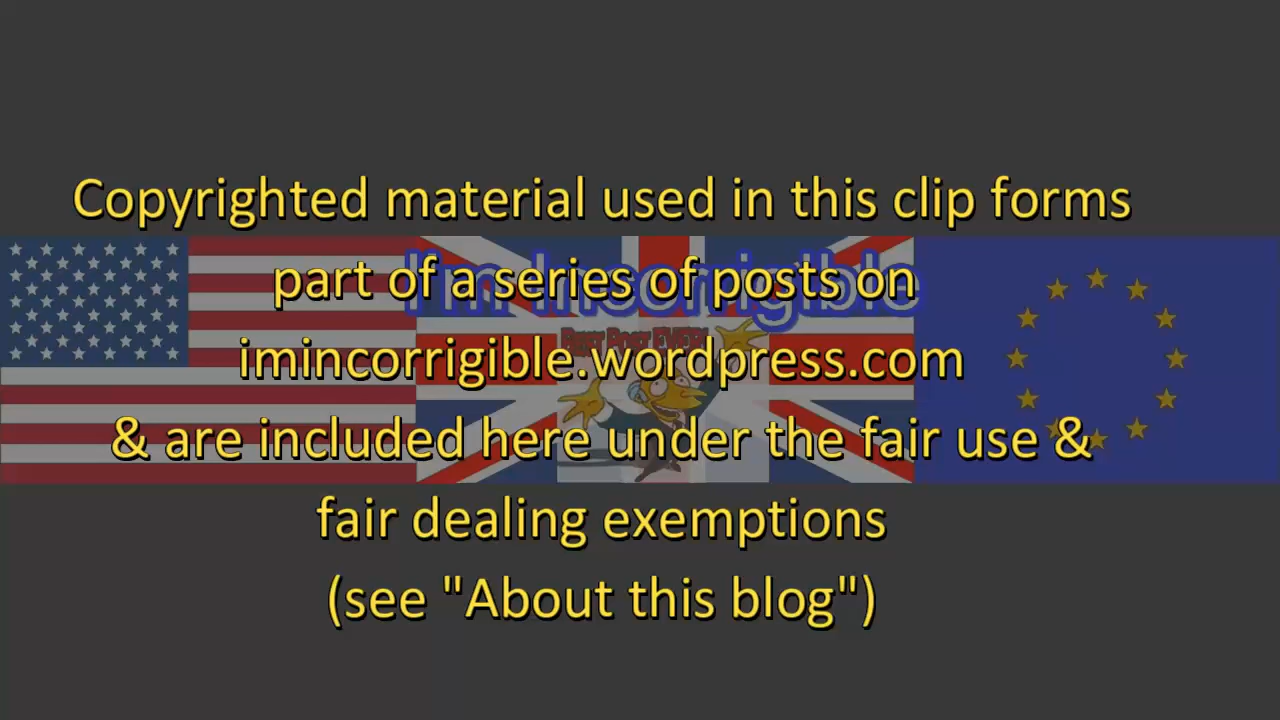 Copyrighted material used in this clip forms
part of a series of posts on
I'm Incorrigible
imincorrigible.wordpress.com
& are included here under the fair use &
fair dealing exemptions
(see "About this blog")